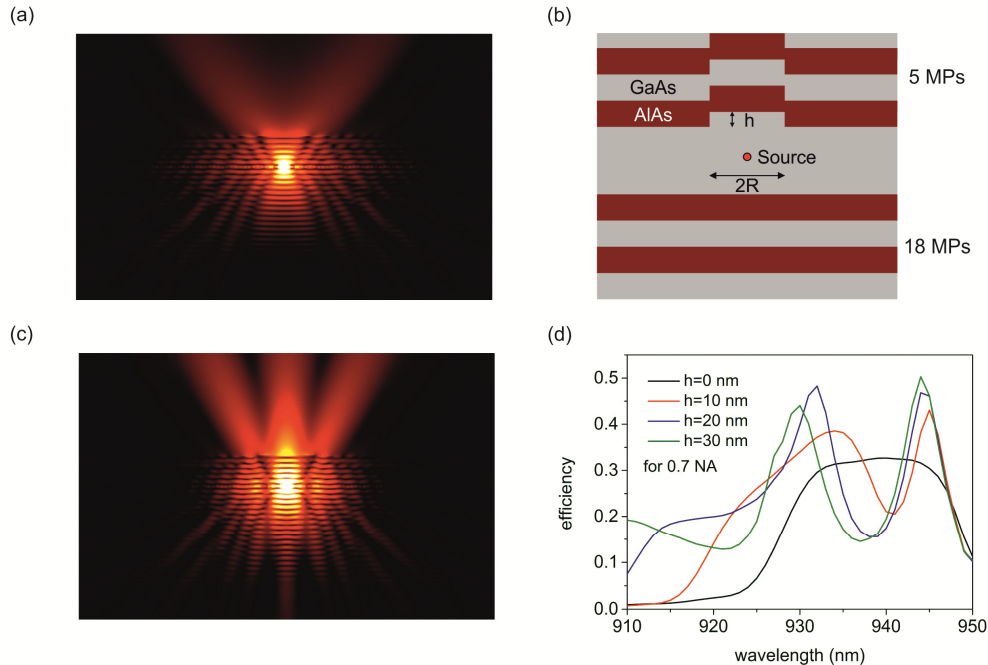 (a)
(b)
5 MPs
GaAs
AlAs
h
Source
2R
18 MPs
(c)
(d)
0.5
0.4
0.3
0.2
0.1
0.0
efficiency
h=0 nm
h=10 nm
h=20 nm
h=30 nm
for 0.7 NA
910 920 930 940 950
wavelength (nm)